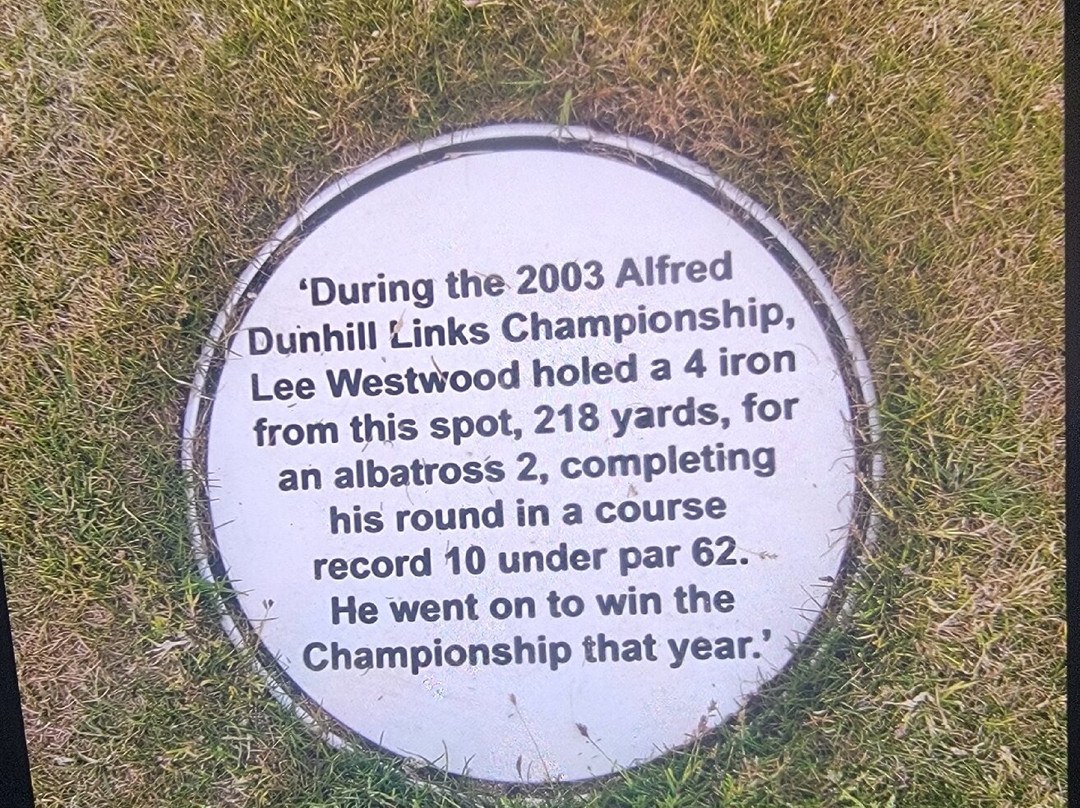 ‘During the 2003 Alfred
Dunhill Links Championship,
Lee Westwood holed a 4 iron
from this spot, 218 yards, for
an albatross 2, completing
his round in a course
record 10 under par 62.
He went on to win the
Championship that year.’